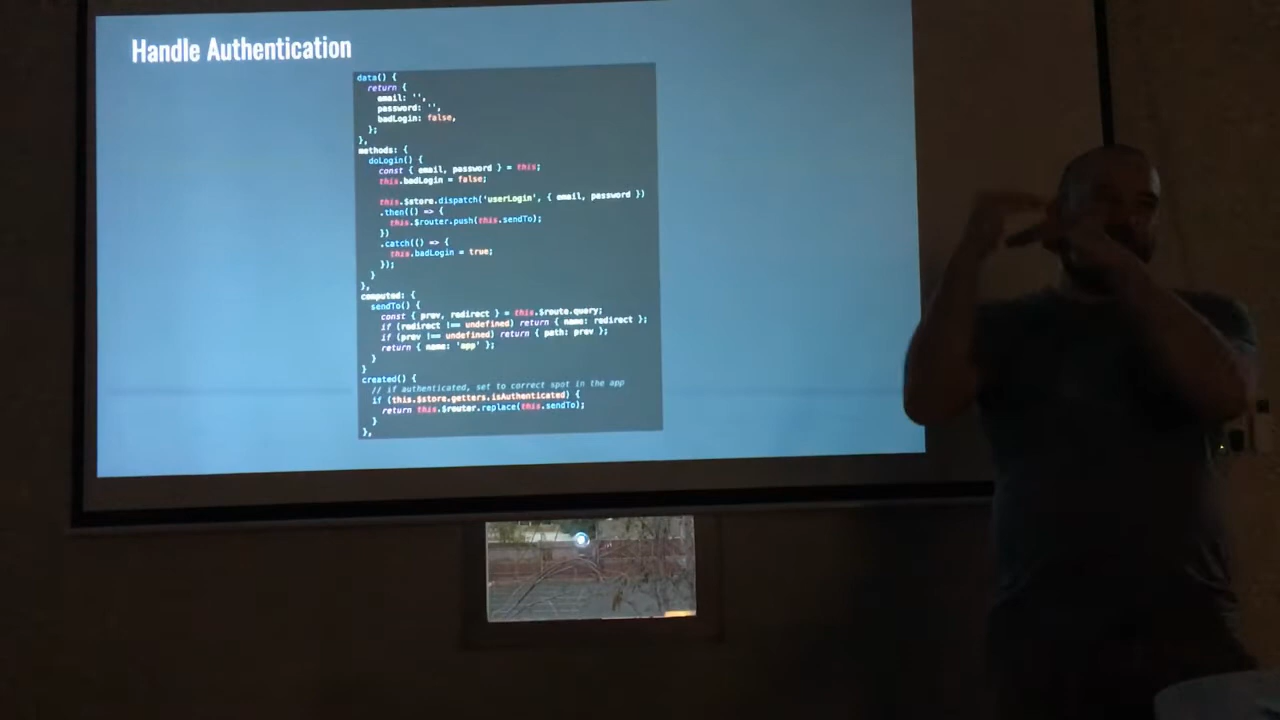 Handle Authentication
data() {
return {
email: '',
password: '',
badLogin: false,
};
},
methods: {
doLogin() {
const { email, password } = this;
this.badLogin = false;
this.$store.dispatch('userLogin', { email, password })
.then(() => {
this.$router.push(this.sendTo);
})
.catch(() => {
this.badLogin = true;
});
}
},
computed: {
sendTo() {
const { prev, redirect } = this.$route.query;
if (redirect !== undefined) return { name: redirect };
if (prev !== undefined) return { path: prev };
return { name: 'app' };
}
}
created() {
// if authenticated, set to correct spot in the app
if (this.$store.getters.isAuthenticated) {
return this.$router.replace(this.sendTo);
}
},